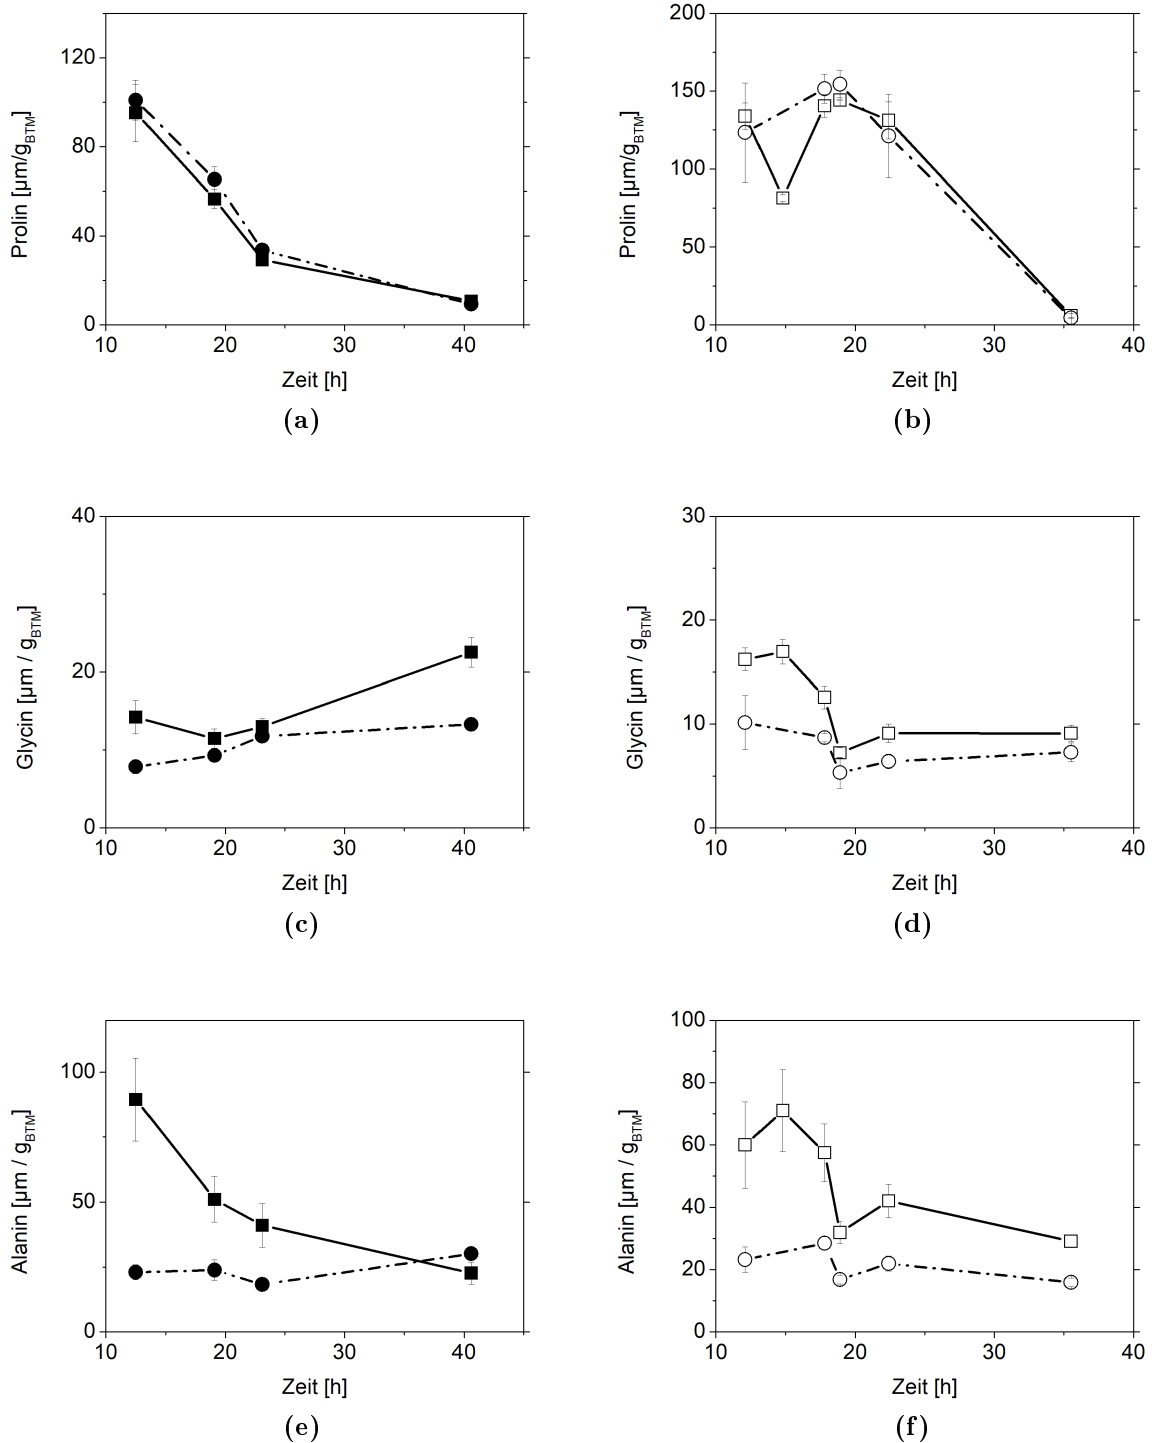 120
80
40
0
Prolin [µm/gBTM]
10 20 30 40
Zeit [h]
(a)
200
150
100
50
0
Prolin [µm/gBTM]
10 20 30 40
Zeit [h]
(b)
40
20
0
Glycin [µm / gBTM]
10 20 30 40
Zeit [h]
(c)
30
20
10
0
Glycin [µm / gBTM]
10 20 30 40
Zeit [h]
(d)
100
50
0
Alanin [µm / gBTM]
10 20 30 40
Zeit [h]
(e)
100
80
60
40
20
0
Alanin [µm / gBTM]
10 20 30 40
Zeit [h]
(f)